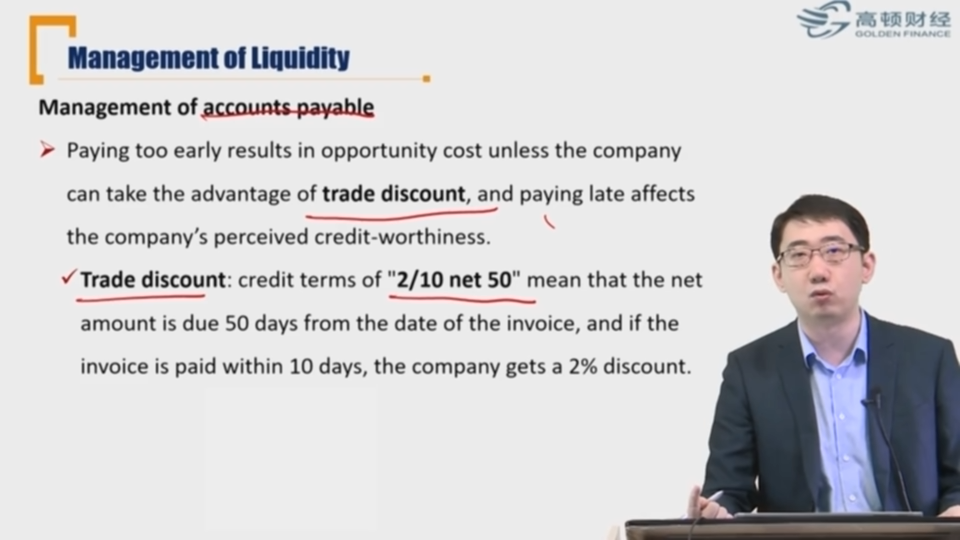 高顿财经
GOLDEN FINANCE
Management of Liquidity
Management of accounts payable
Paying too early results in opportunity cost unless the company
can take the advantage of trade discount, and paying late affects
the company’s perceived credit-worthiness.
Trade discount: credit terms of "2/10 net 50" mean that the net
amount is due 50 days from the date of the invoice, and if the
invoice is paid within 10 days, the company gets a 2% discount.